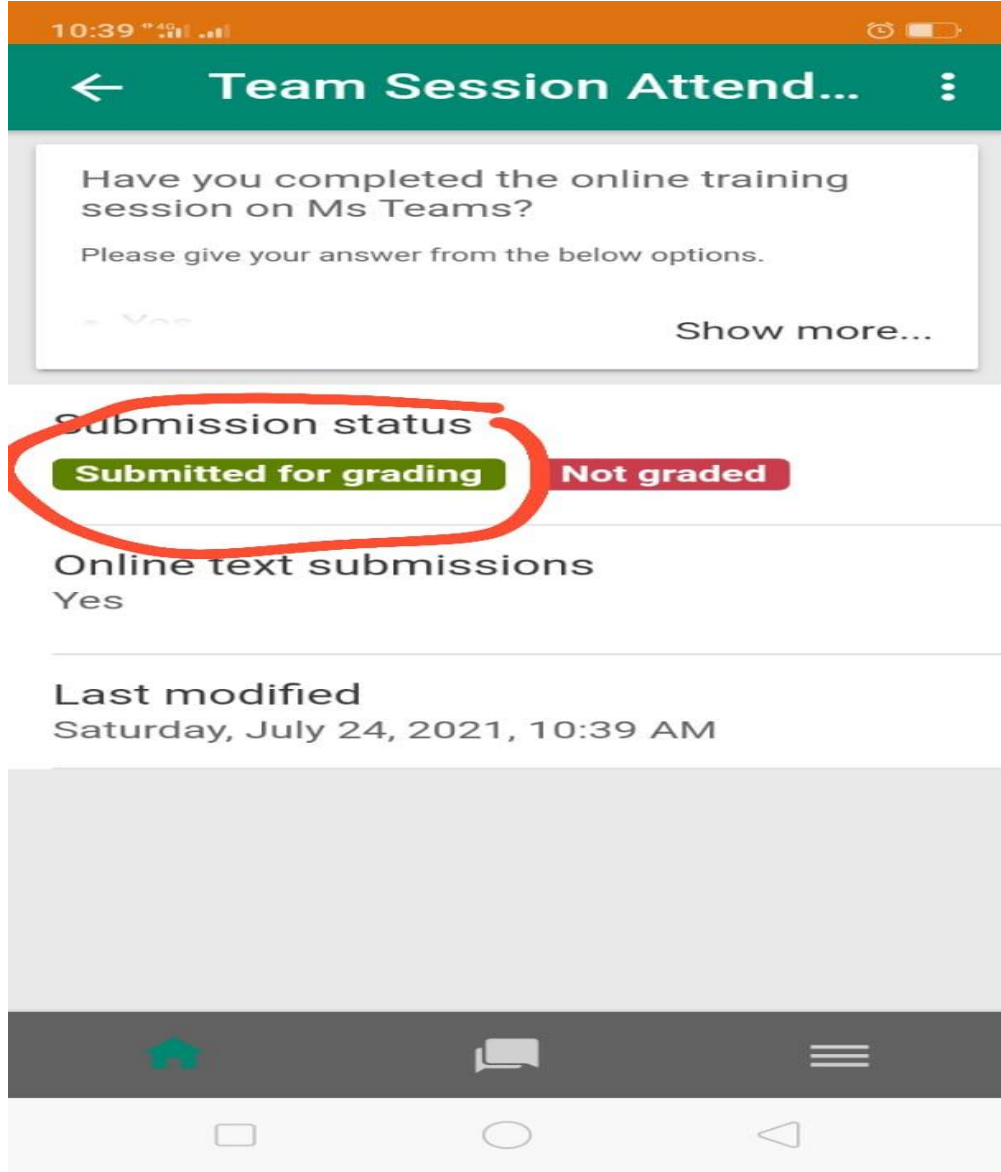 10:39
Team Session Attend...
Have you completed the online training
session on Ms Teams?
Please give your answer from the below options.
Yes
Show more...
Submission status
Submitted for grading Not graded
Online text submissions
Yes
Last modified
Saturday, July 24, 2021, 10:39 AM